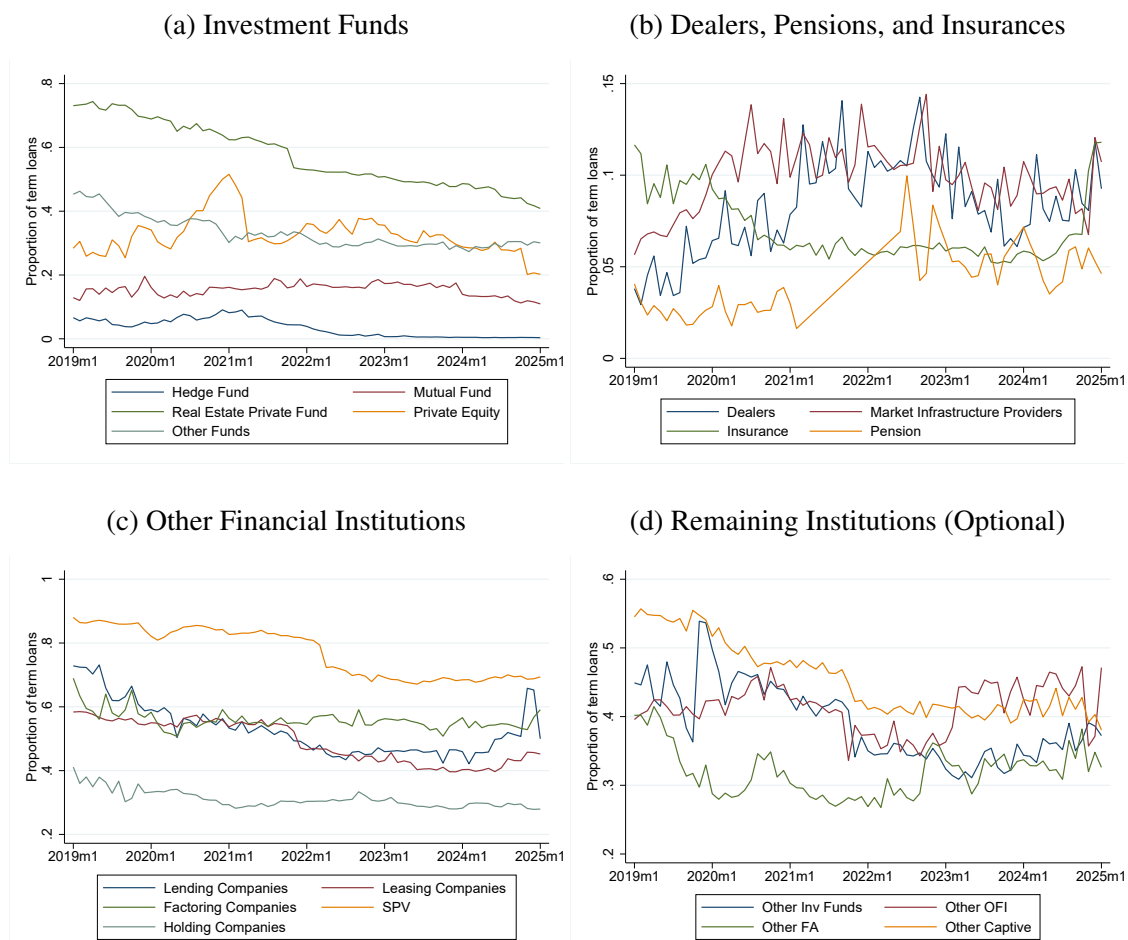 (a) Investment Funds
Proportion of term loans
.8
.6
.4
.2
0
2019m1 2020m1 2021m1 2022m1 2023m1 2024m1 2025m1
Hedge Fund Mutual Fund
Real Estate Private Fund Private Equity
Other Funds
(b) Dealers, Pensions, and Insurances
Proportion of term loans
.15
.1
.05
0
2019m1 2020m1 2021m1 2022m1 2023m1 2024m1 2025m1
Dealers Market Infrastructure Providers
Insurance Pension
(c) Other Financial Institutions
Proportion of term loans
1
.8
.6
.4
.2
2019m1 2020m1 2021m1 2022m1 2023m1 2024m1 2025m1
Lending Companies Leasing Companies
Factoring Companies SPV
Holding Companies
(d) Remaining Institutions (Optional)
Proportion of term loans
.6
.5
.4
.3
.2
2019m1 2020m1 2021m1 2022m1 2023m1 2024m1 2025m1
Other Inv Funds Other OFI
Other FA Other Captive